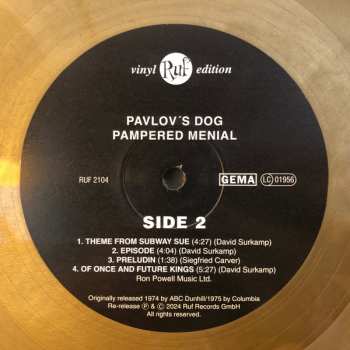 vinyl Ruf edition
PAVLOV´S DOG
PAMPERED MENIAL
RUF 2104
GEMA LC 01956
SIDE 2
1. THEME FROM SUBWAY SUE (4:27) (David Surkamp)
2. EPISODE (4:04) (David Surkamp)
3. PRELUDIN (1:38) (Siegfried Carver)
4. OF ONCE AND FUTURE KINGS (5:27) (David Surkamp)
Ron Powell Music Ltd.
Originally released 1974 by ABC Dunhill/1975 by Columbia
Re-release ℗ & © 2024 Ruf Records GmbH